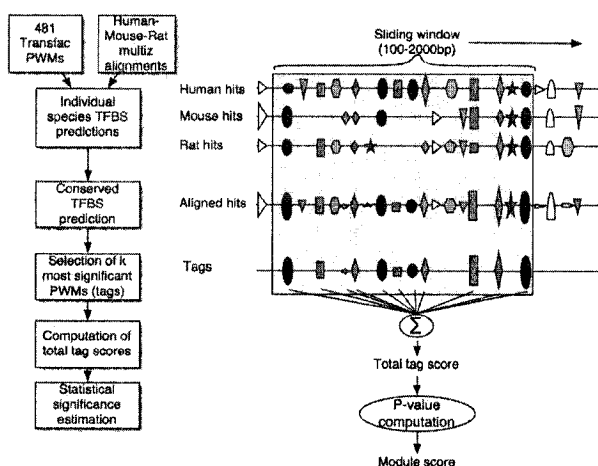 481
Transfac
PWMs
Human-
Mouse-Rat
multiz
alignments
Individual
species TFBS
predictions
Conserved
TFBS
prediction
Selection of k
most significant
PWMs (tags)
Computation of
total tag scores
Statistical
significance
estimation
Sliding window
(100-2000bp)
Human hits
Mouse hits
Rat hits
Aligned hits
Tags
Σ
Total tag score
P-value
computation
Module score